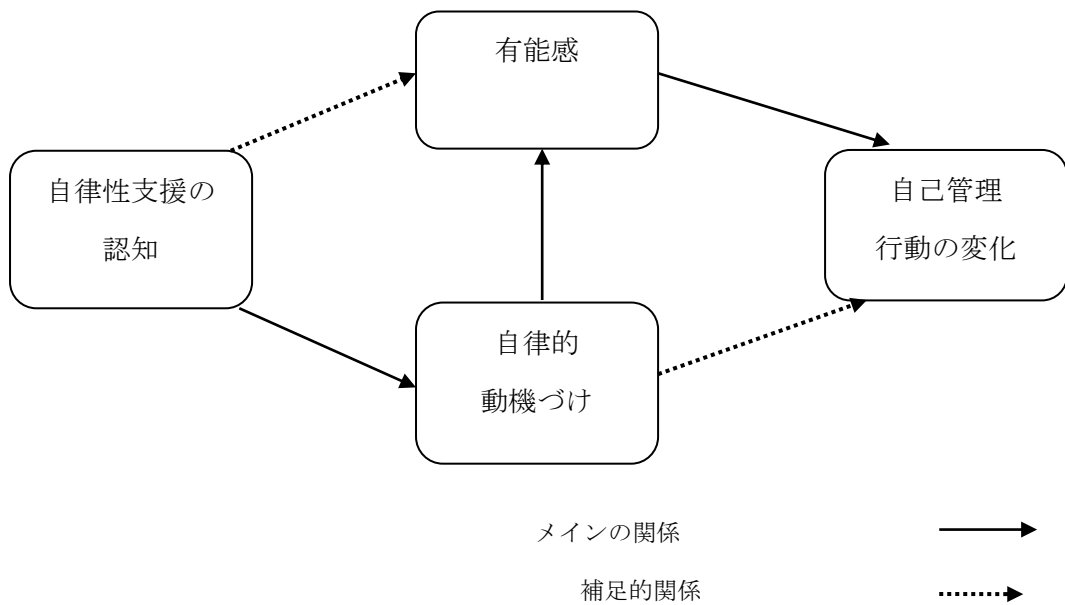 有能感
自律性支援の
認知
自己管理
行動の変化
自律的
動機づけ
メインの関係
補足的関係